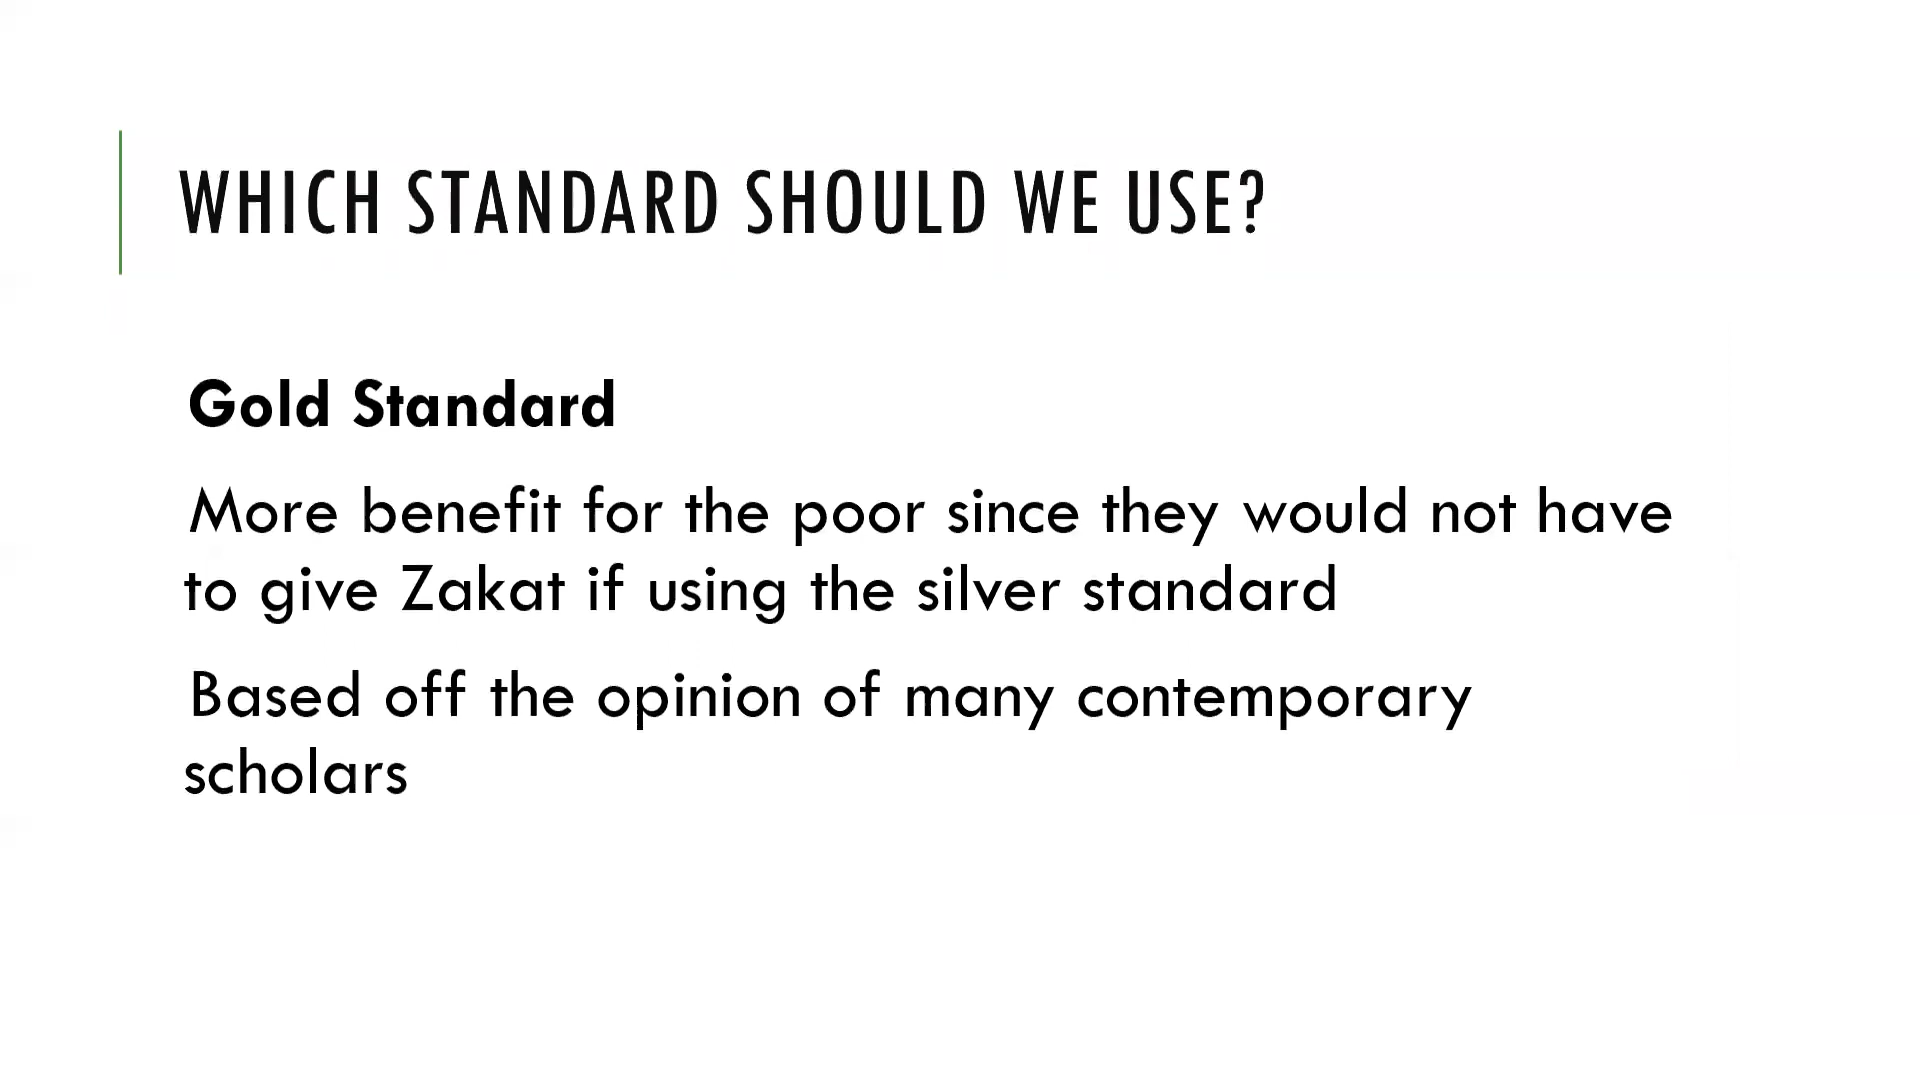 WHICH STANDARD SHOULD WE USE?
Gold Standard
More benefit for the poor since they would not have
to give Zakat if using the silver standard
Based off the opinion of many contemporary
scholars